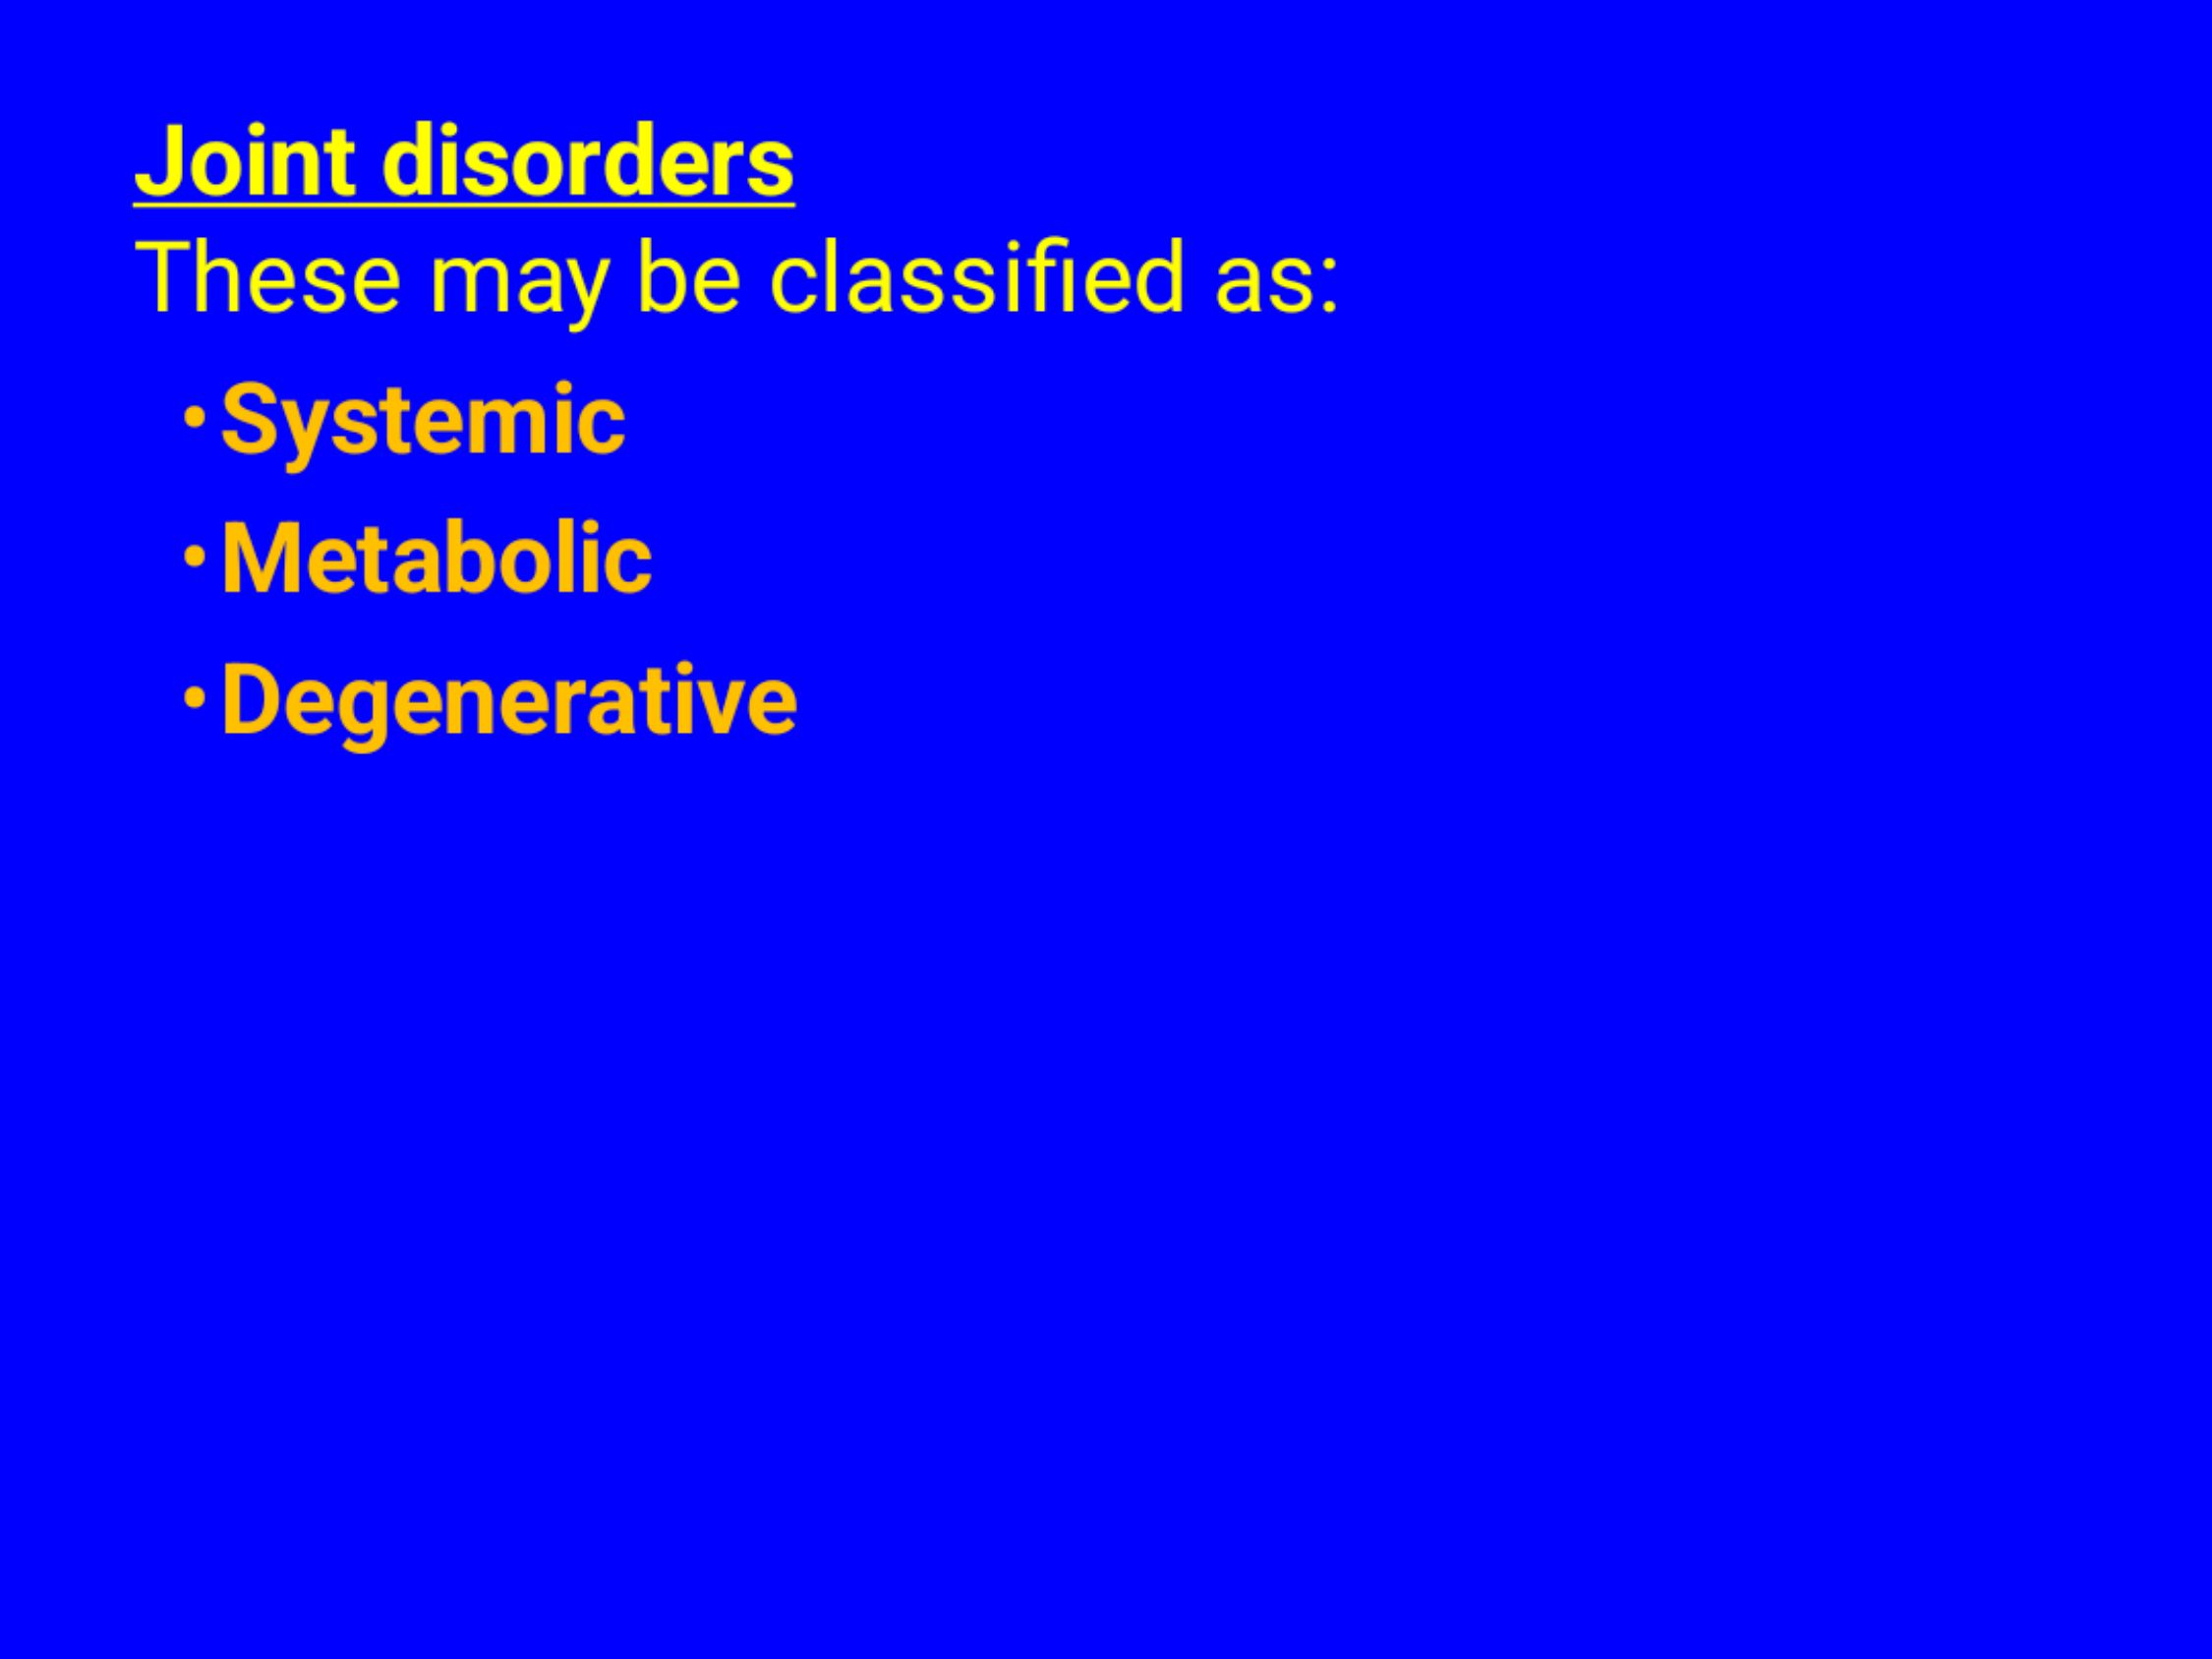 Joint disorders
These may be classified as:
• Systemic
• Metabolic
• Degenerative